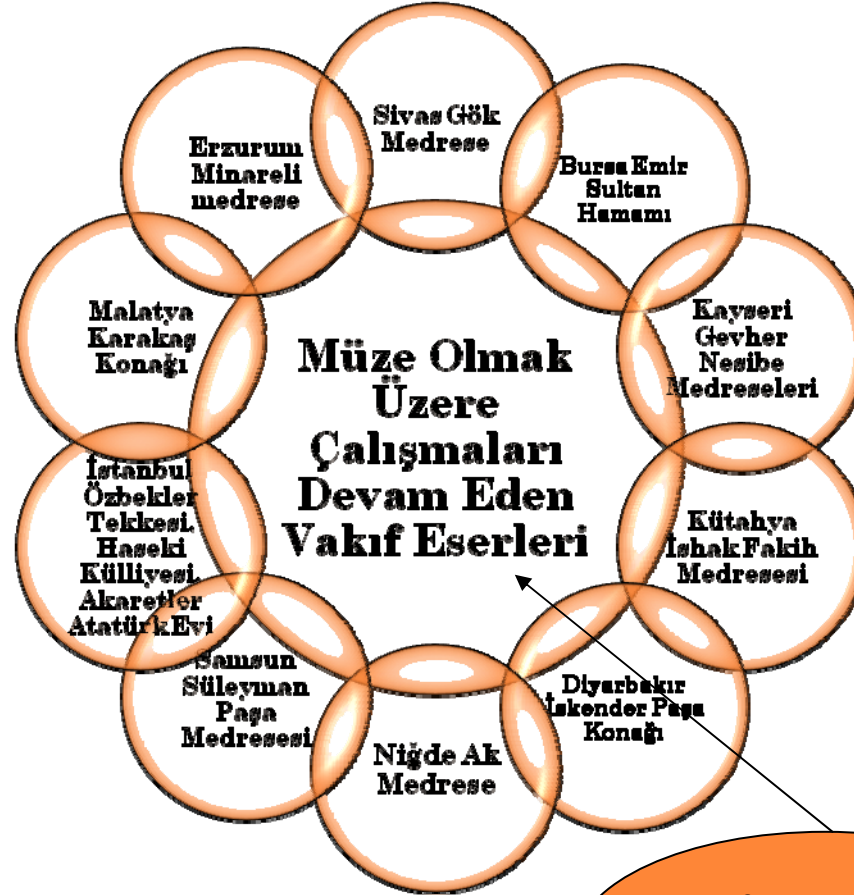 Müze Olmak
Üzere
Çalışmaları
Devam Eden
Vakıf Eserleri
Sivas Gök
Medrese
Bursa Emir
Sultan
Hamamı
Kayseri
Gevher
Nesibe
Medreseleri
Kütahya
İshak Fakih
Medresesi
Diyarbakır
İskender Paşa
Konağı
Niğde Ak
Medrese
Samsun
Süleyman
Paşa
Medresesi
İstanbul
Özbekler
Tekkesi,
Haseki
Külliyesi,
Akaretler
Atatürk Evi
Malatya
Karakaş
Konağı
Erzurum
Minareli
medrese